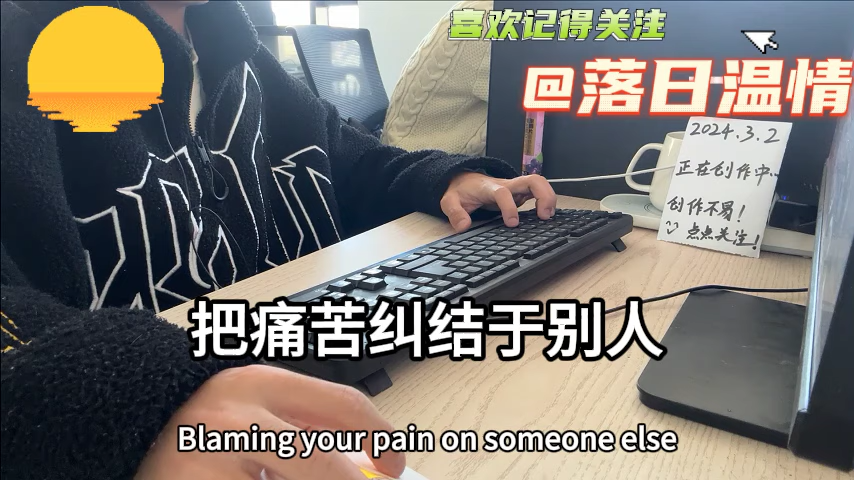 喜欢记得关注
@落日温情
2024.3.2
正在创作中..
创作不易!
点点关注!
把痛苦纠结于别人
Blaming your pain on someone else